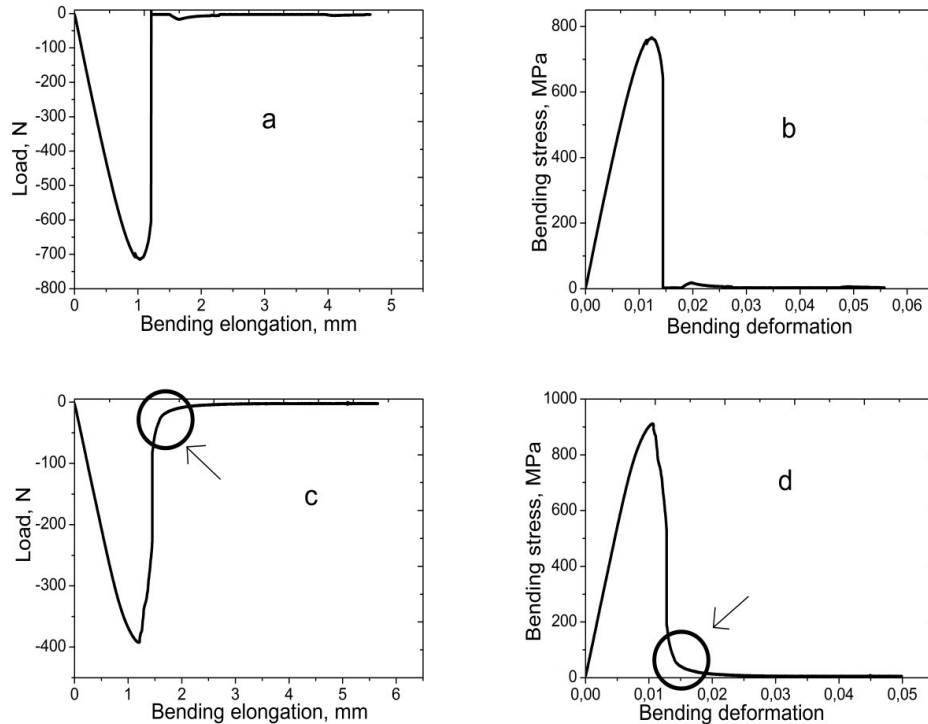 0
-100
-200
-300
-400
-500
-600
-700
-800
Load, N
a
0 1 2 3 4 5
Bending elongation, mm
800
600
400
200
0
Bending stress, MPa
b
0,00 0,01 0,02 0,03 0,04 0,05 0,06
Bending deformation
0
-100
-200
-300
-400
Load, N
c
0 1 2 3 4 5 6
Bending elongation, mm
1000
800
600
400
200
0
Bending stress, MPa
d
0,00 0,01 0,02 0,03 0,04 0,05
Bending deformation